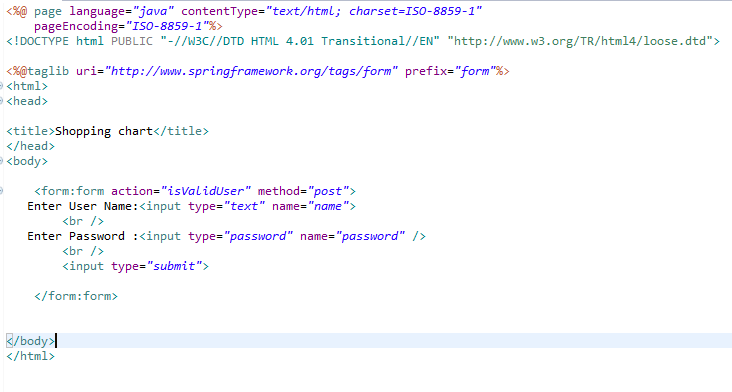 <%@ page language="java" contentType="text/html; charset=ISO-8859-1"
    pageEncoding="ISO-8859-1"%>
<!DOCTYPE html PUBLIC "-//W3C//DTD HTML 4.01 Transitional//EN" "http://www.w3.org/TR/html4/loose.dtd">
<%@taglib uri="http://www.springframework.org/tags/form" prefix="form"%>
<html>
<head>
<title>Shopping chart</title>
</head>
<body>
    <form:form action="isValidUser" method="post">
   Enter User Name:<input type="text" name="name">
        <br />
   Enter Password :<input type="password" name="password" />
        <br />
        <input type="submit">
    </form:form>
</body>
</html>